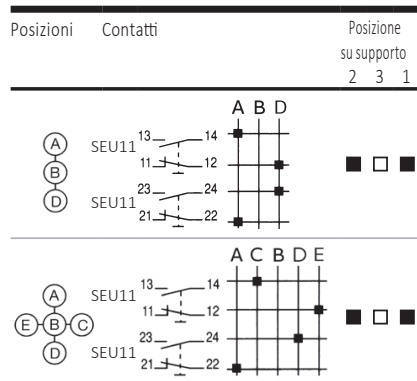 Posizioni Contatti Posizione
su supporto
2 3 1
A B D
A
B
D
SEU11 13 14
11 12
SEU11 23 24
21 22
A C B D E
A
E B C
D
SEU11 13 14
11 12
SEU11 23 24
21 22